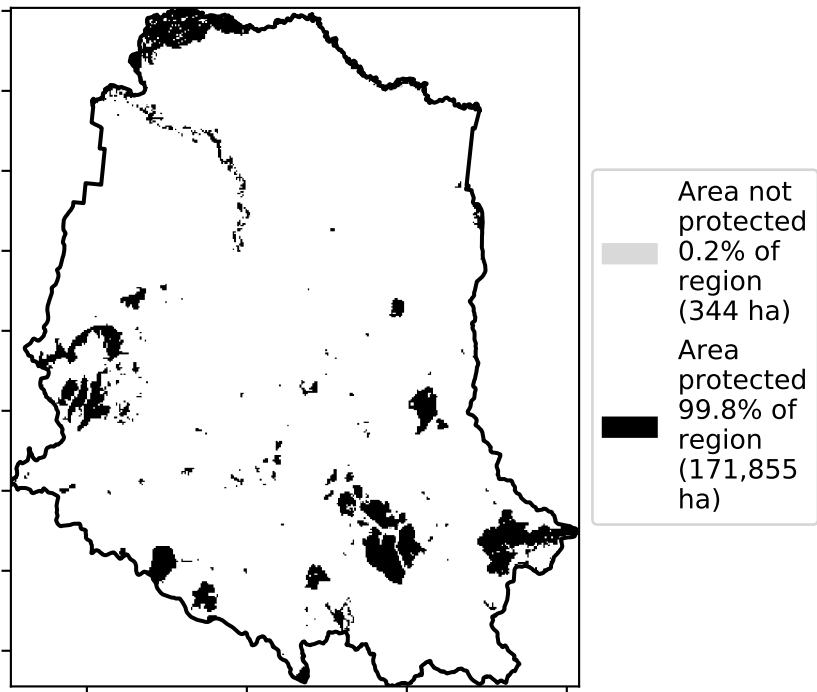 Area not
protected
0.2% of
region
(344 ha)
Area
protected
99.8% of
region
(171,855
ha)